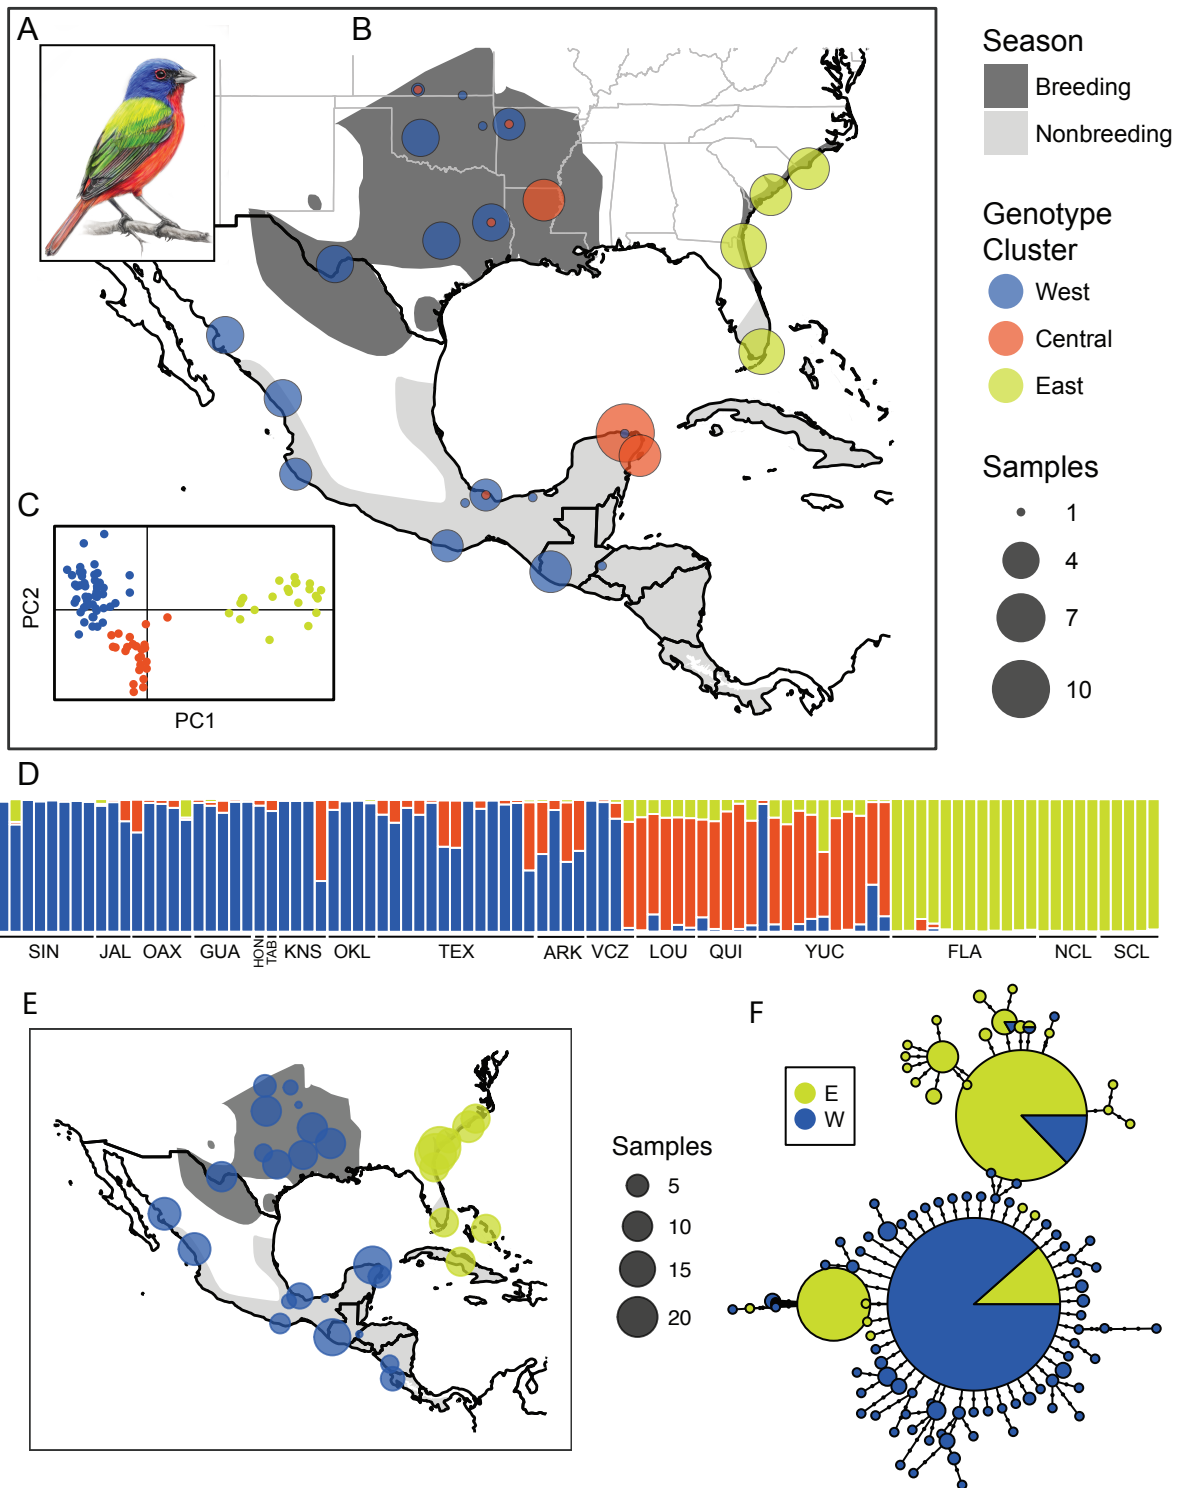 A
B
Season
Breeding
Nonbreeding
Genotype
Cluster
West
Central
East
Samples
1
4
7
10
C
PC2
PC1
D
SIN JAL OAX GUA HON TAB KNS OKL TEX ARK VCZ LOU QUI YUC FLA NCL SCL
E
Samples
5
10
15
20
F
E
W